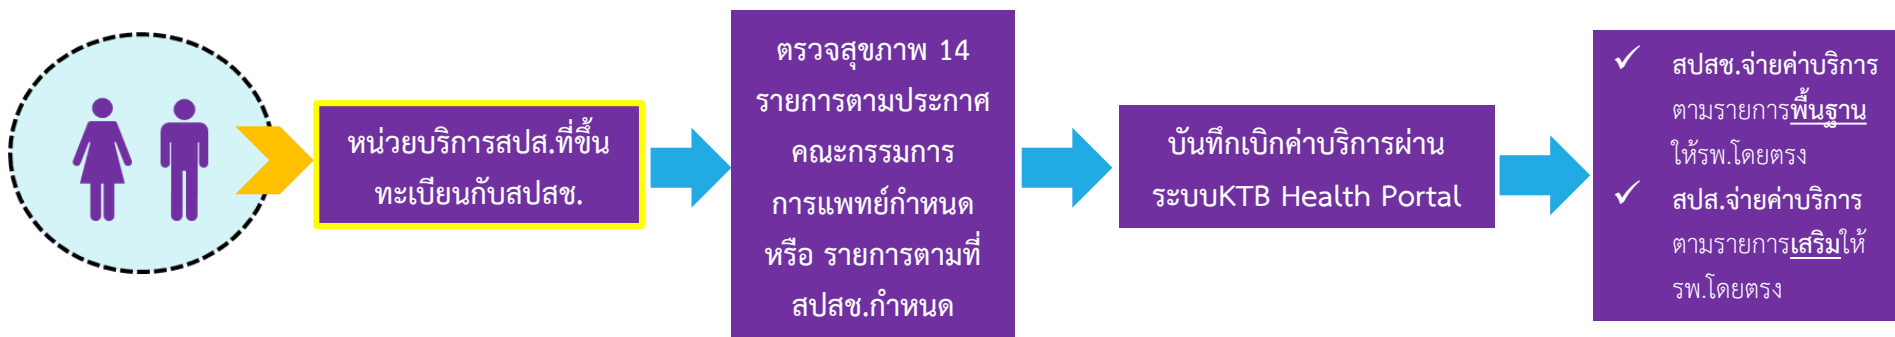 หน่วยบริการสปส.ที่ขึ้น
ทะเบียนกับสปสช.
ตรวจสุขภาพ 14
รายการตามประกาศ
คณะกรรมการ
การแพทย์กำหนด
หรือ รายการตามที่
สปสช.กำหนด
บันทึกเบิกค่าบริการผ่าน
ระบบKTB Health Portal
✓ สปสช.จ่ายค่าบริการ
ตามรายการพื้นฐาน
ให้รพ.โดยตรง
✓ สปส.จ่ายค่าบริการ
ตามรายการเสริมให้
รพ.โดยตรง